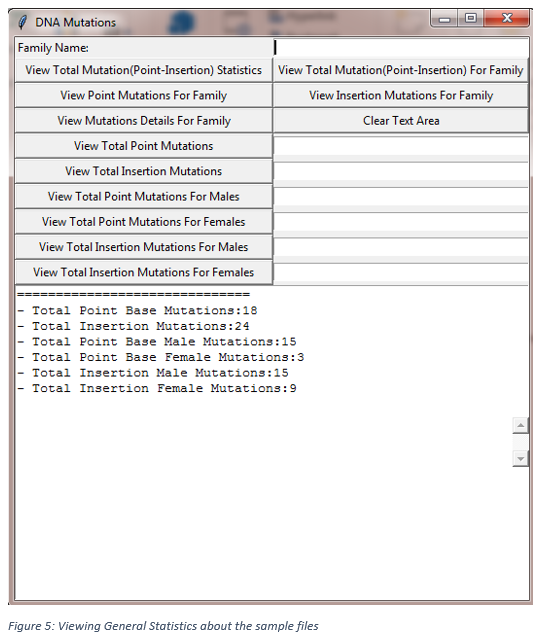 DNA Mutations
Family Name:
View Total Mutation(Point-Insertion) Statistics View Total Mutation(Point-Insertion) For Family
View Point Mutations For Family View Insertion Mutations For Family
View Mutations Details For Family Clear Text Area
View Total Point Mutations
View Total Insertion Mutations
View Total Point Mutations For Males
View Total Point Mutations For Females
View Total Insertion Mutations For Males
View Total Insertion Mutations For Females
==============================
- Total Point Base Mutations:18
- Total Insertion Mutations:24
- Total Point Base Male Mutations:15
- Total Point Base Female Mutations:3
- Total Insertion Male Mutations:15
- Total Insertion Female Mutations:9
Figure 5: Viewing General Statistics about the sample files